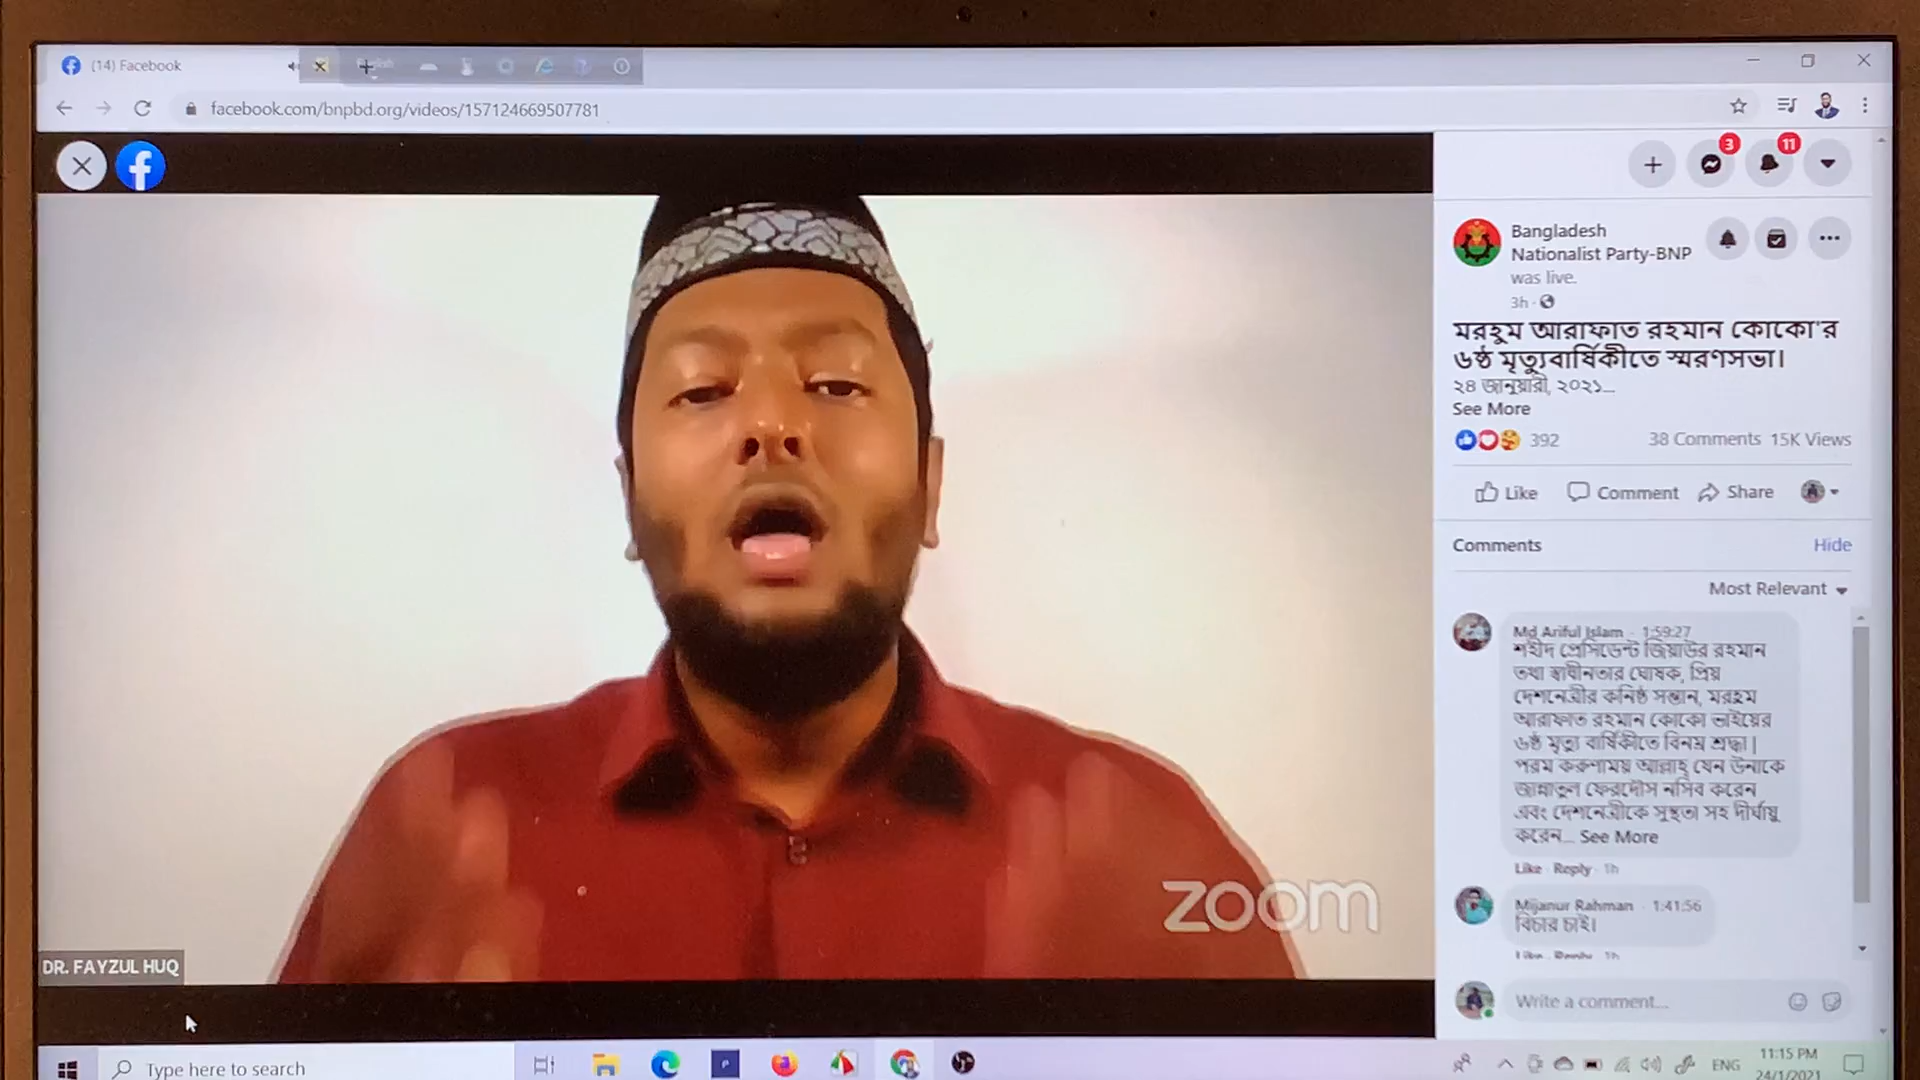 (14) Facebook
facebook.com/bnpbd.org/videos/157124669507781
3
11
Bangladesh
Nationalist Party-BNP
was live.
3h
মরহুম আরাফাত রহমান কোকো'র
৬ষ্ঠ মৃত্যুবার্ষিকীতে স্মরণসভা।
২৪ জানুয়ারী, ২০২১...
See More
392
38 Comments 15K Views
Like
Comment
Share
Comments
Hide
Most Relevant
Md Ariful Islam · 1:59:27
শহীদ প্রেসিডেন্ট জিয়াউর রহমান
তথা স্বাধীনতার ঘোষক, প্রিয়
দেশনেত্রীর কনিষ্ঠ সন্তান, মরহুম
আরাফাত রহমান কোকো ভাইয়ের
৬ষ্ঠ মৃত্যু বার্ষিকীতে বিনম্র শ্রদ্ধা|
পরম করুণাময় আল্লাহ্ যেন উনাকে
জান্নাতুল ফেরদৌস নসিব করেন
এবং দেশনেত্রীকে সুস্থতা সহ দীর্ঘায়ু
করেন... See More
Like · Reply · 1h
Mijanur Rahman · 1:41:56
বিচার চাই।
Like · Reply · 1h
Write a comment...
zoom
DR. FAYZUL HUQ
Type here to search
ENG
11:15 PM
24/1/2021